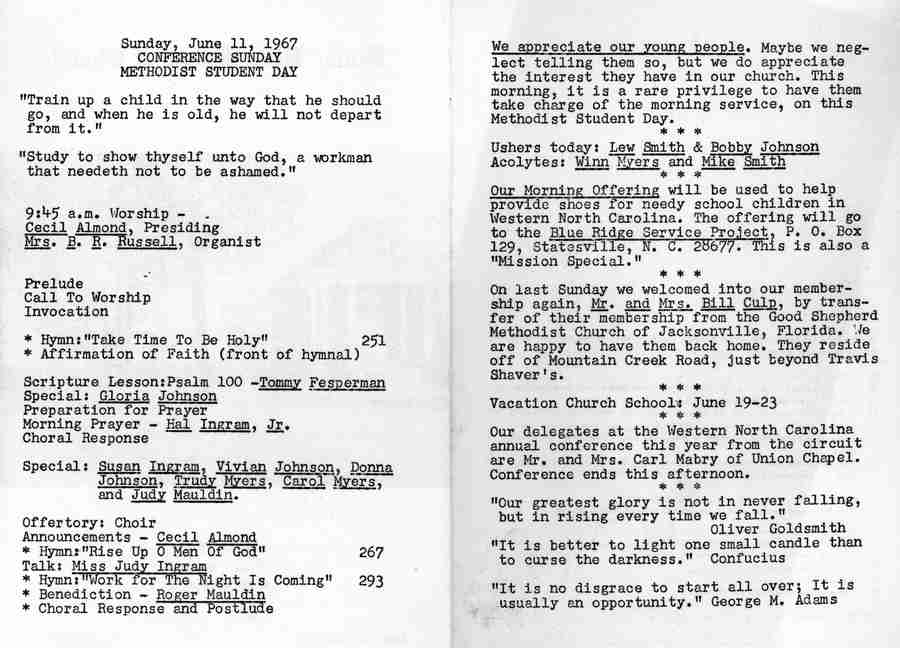 Sunday, June 11, 1967
CONFERENCE SUNDAY
METHODIST STUDENT DAY
"Train up a child in the way that he should
go, and when he is old, he will not depart
from it."
"Study to show thyself unto God, a workman
that needeth not to be ashamed."
9:45 a.m. Worship -
Cecil Almond, Presiding
Mrs. B. R. Russell, Organist
Prelude
Call To Worship
Invocation
* Hymn:"Take Time To Be Holy" 251
* Affirmation of Faith (front of hymnal)
Scripture Lesson:Psalm 100 -Tommy Fesperman
Special: Gloria Johnson
Preparation for Prayer
Morning Prayer - Hal Ingram, Jr.
Choral Response
Special: Susan Ingram, Vivian Johnson, Donna
Johnson, Trudy Myers, Carol Myers,
and Judy Mauldin.
Offertory: Choir
Announcements - Cecil Almond
* Hymn:"Rise Up O Men Of God" 267
Talk: Miss Judy Ingram
* Hymn:"Work for The Night Is Coming" 293
* Benediction - Roger Mauldin
* Choral Response and Postlude
We appreciate our young people. Maybe we neg-
lect telling them so, but we do appreciate
the interest they have in our church. This
morning, it is a rare privilege to have them
take charge of the morning service, on this
Methodist Student Day.
* * *
Ushers today: Lew Smith & Bobby Johnson
Acolytes: Winn Myers and Mike Smith
* * *
Our Morning Offering will be used to help
provide shoes for needy school children in
Western North Carolina. The offering will go
to the Blue Ridge Service Project, P. O. Box
129, Statesville, N. C. 28677. This is also a
"Mission Special."
* * *
On last Sunday we welcomed into our member-
ship again, Mr. and Mrs. Bill Culp, by trans-
fer of their membership from the Good Shepherd
Methodist Church of Jacksonville, Florida. We
are happy to have them back home. They reside
off of Mountain Creek Road, just beyond Travis
Shaver's.
* * *
Vacation Church School: June 19-23
* * *
Our delegates at the Western North Carolina
annual conference this year from the circuit
are Mr. and Mrs. Carl Mabry of Union Chapel.
Conference ends this afternoon.
* * *
"Our greatest glory is not in never falling,
but in rising every time we fall."
Oliver Goldsmith
"It is better to light one small candle than
to curse the darkness." Confucius
"It is no disgrace to start all over; It is
usually an opportunity." George M. Adams